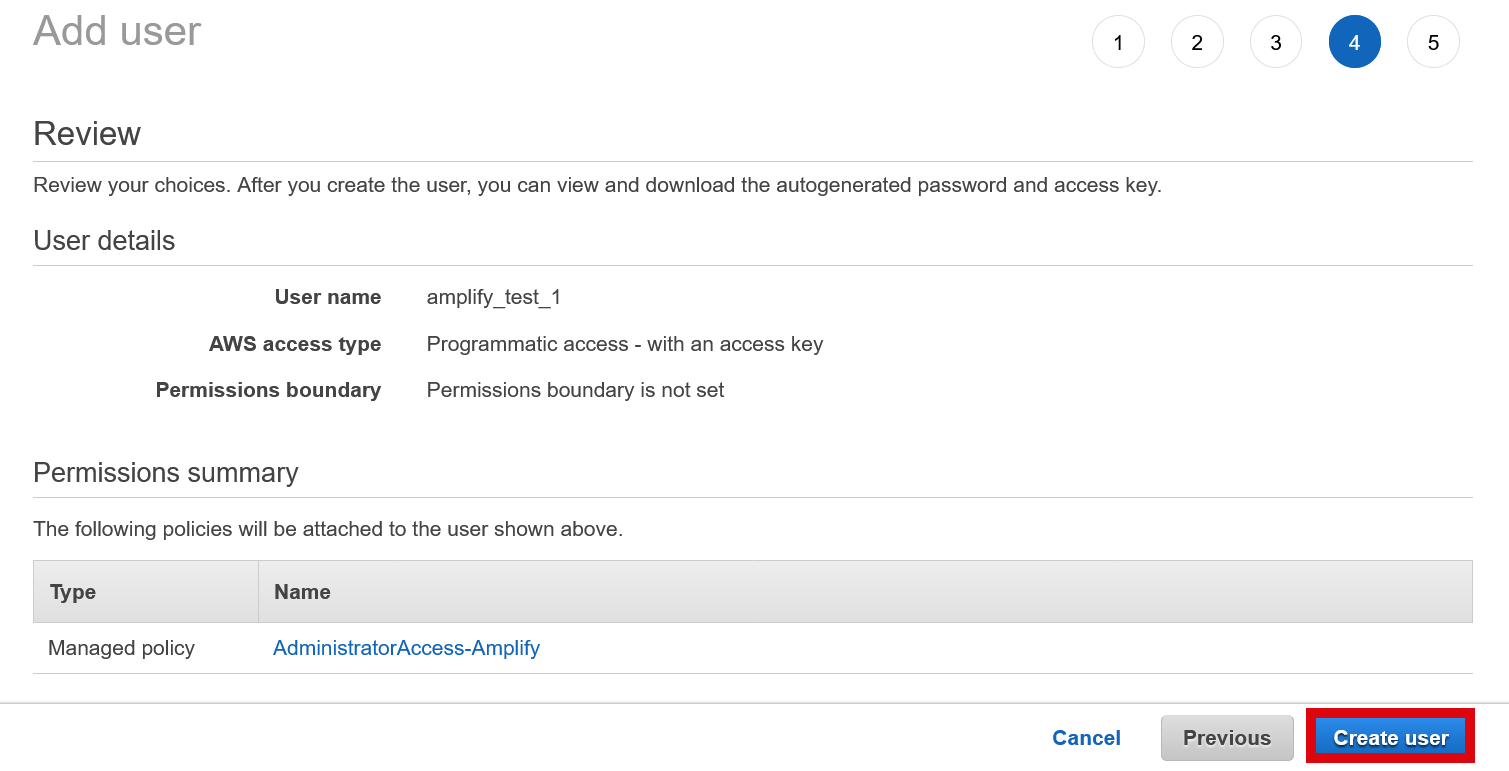 Add user
1 2 3 4 5
Review
Review your choices. After you create the user, you can view and download the autogenerated password and access key.
User details
User name amplify_test_1
AWS access type Programmatic access - with an access key
Permissions boundary Permissions boundary is not set
Permissions summary
The following policies will be attached to the user shown above.
Type Name
Managed policy AdministratorAccess-Amplify
Cancel Previous Create user